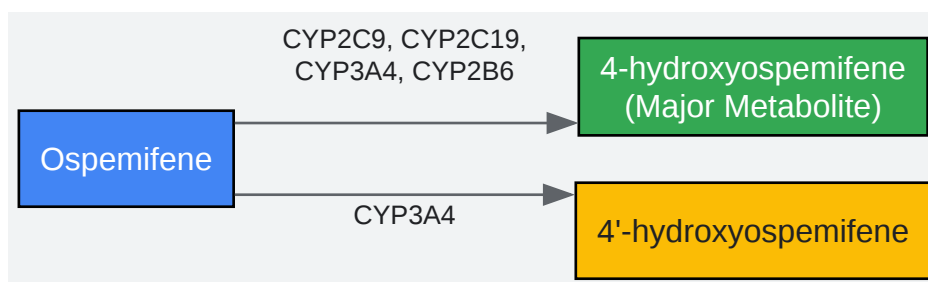 CYP2C9, CYP2C19,
CYP3A4, CYP2B6
4-hydroxyospemifene
(Major Metabolite)
Ospemifene
CYP3A4
4'-hydroxyospemifene